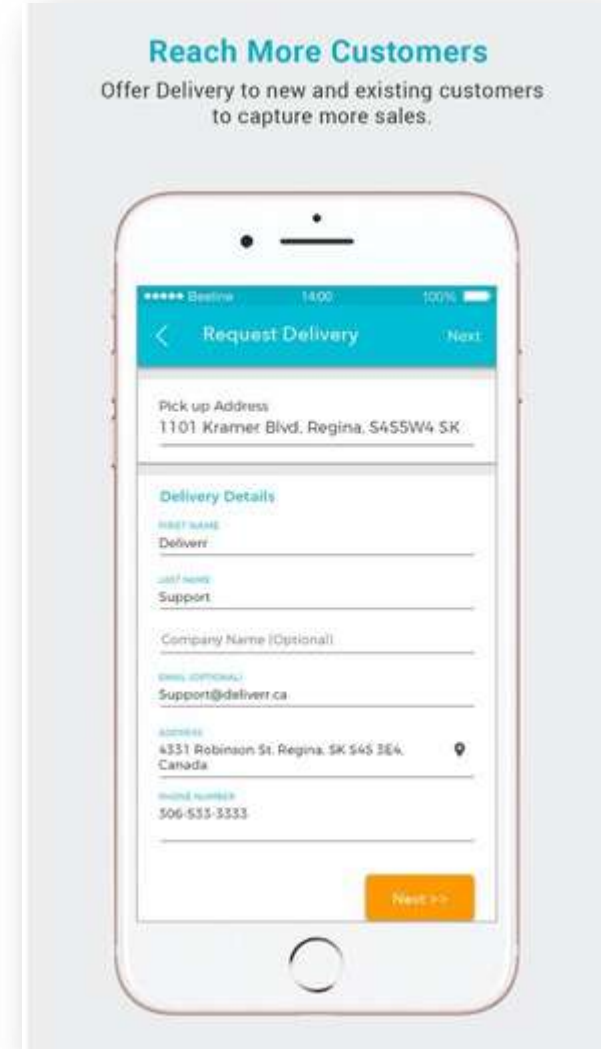 Reach More Customers
Offer Delivery to new and existing customers
to capture more sales.
Beeline 14:00 100%
Request Delivery Next
Pick up Address
1101 Kramer Blvd, Regina, S4S5W4 SK
Delivery Details
FIRST NAME
Deliverr
LAST NAME
Support
Company Name (Optional)
EMAIL (OPTIONAL)
Support@deliverr.ca
ADDRESS
4331 Robinson St, Regina, SK S4S 3E4,
Canada
PHONE NUMBER
306-533-3333
Next >>